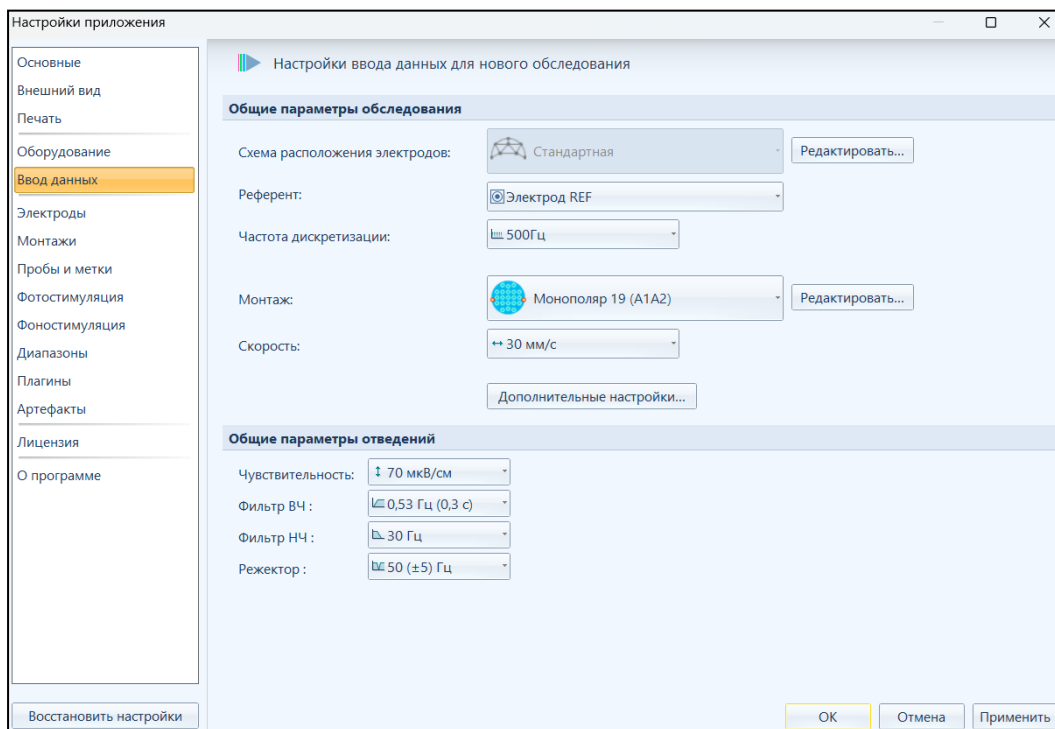 Настройки приложения
Основные
Внешний вид
Печать
Оборудование
Ввод данных
Электроды
Монтажи
Пробы и метки
Фотостимуляция
Фоностимуляция
Диапазоны
Плагины
Артефакты
Лицензия
О программе
Восстановить настройки
Настройки ввода данных для нового обследования
Общие параметры обследования
Схема расположения электродов: Стандартная Редактировать...
Референт: Электрод REF
Частота дискретизации: 500Гц
Монтаж: Монополяр 19 (A1A2) Редактировать...
Скорость: 30 мм/с
Дополнительные настройки...
Общие параметры отведений
Чувствительность: 70 мкВ/см
Фильтр ВЧ : 0,53 Гц (0,3 с)
Фильтр НЧ : 30 Гц
Режектор : 50 (±5) Гц
OK Отмена Применить